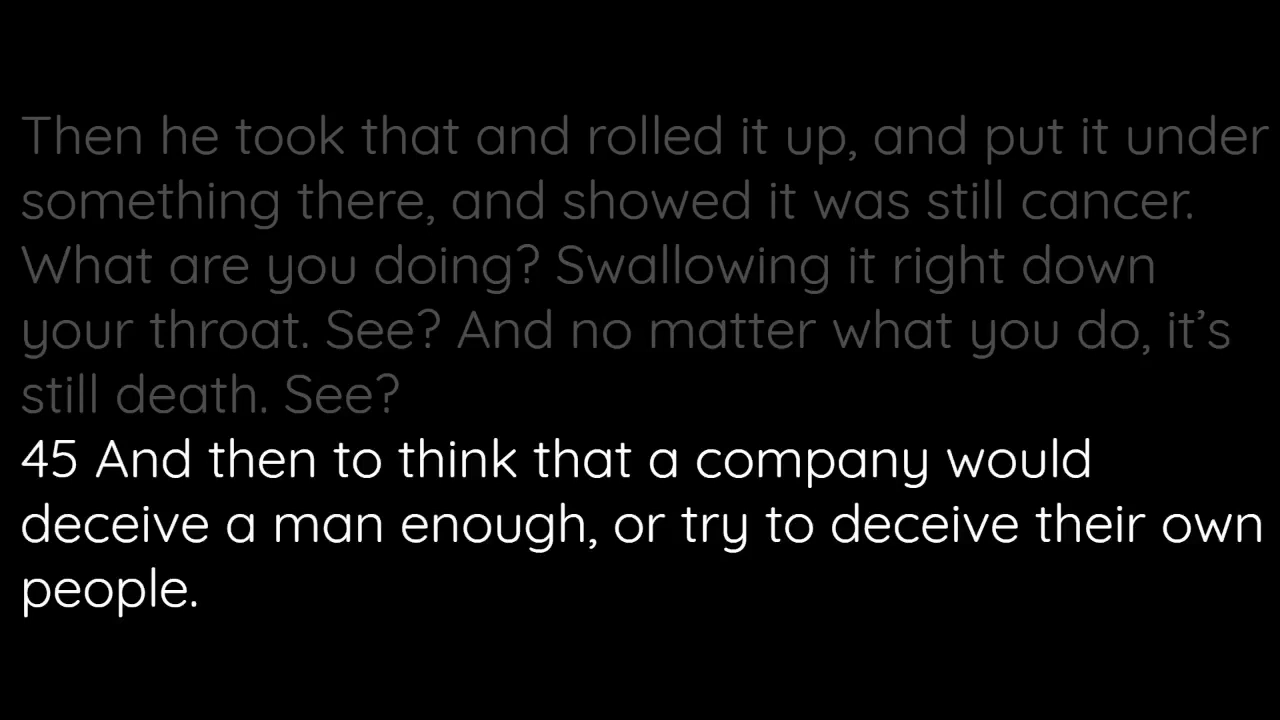 Then he took that and rolled it up, and put it under
something there, and showed it was still cancer.
What are you doing? Swallowing it right down
your throat. See? And no matter what you do, it’s
still death. See?
45 And then to think that a company would
deceive a man enough, or try to deceive their own
people.